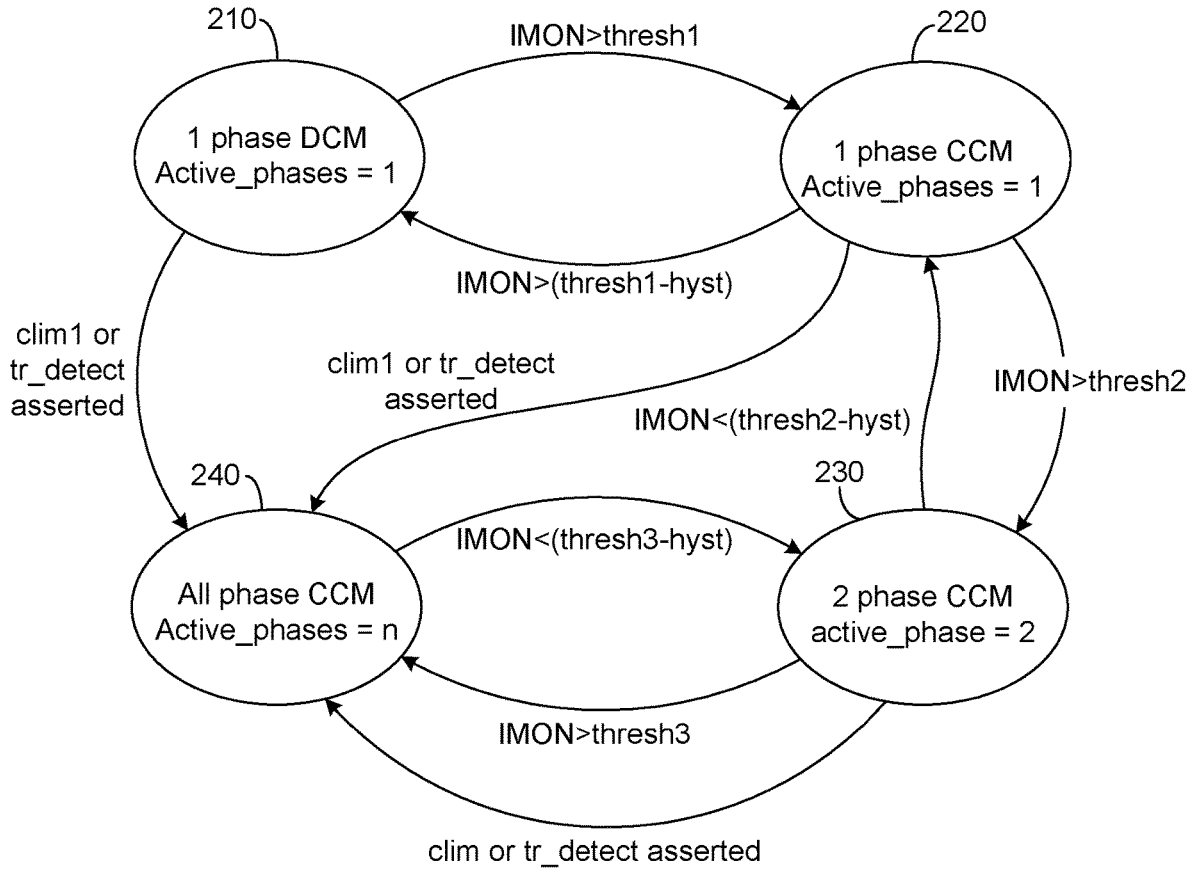 210
IMON>thresh1
220
1 phase DCM
Active_phases = 1
1 phase CCM
Active_phases = 1
IMON>(thresh1-hyst)
clim1 or
tr_detect
asserted
clim1 or tr_detect
asserted
IMON>thresh2
IMON<(thresh2-hyst)
240
230
IMON<(thresh3-hyst)
All phase CCM
Active_phases = n
2 phase CCM
active_phase = 2
IMON>thresh3
clim or tr_detect asserted